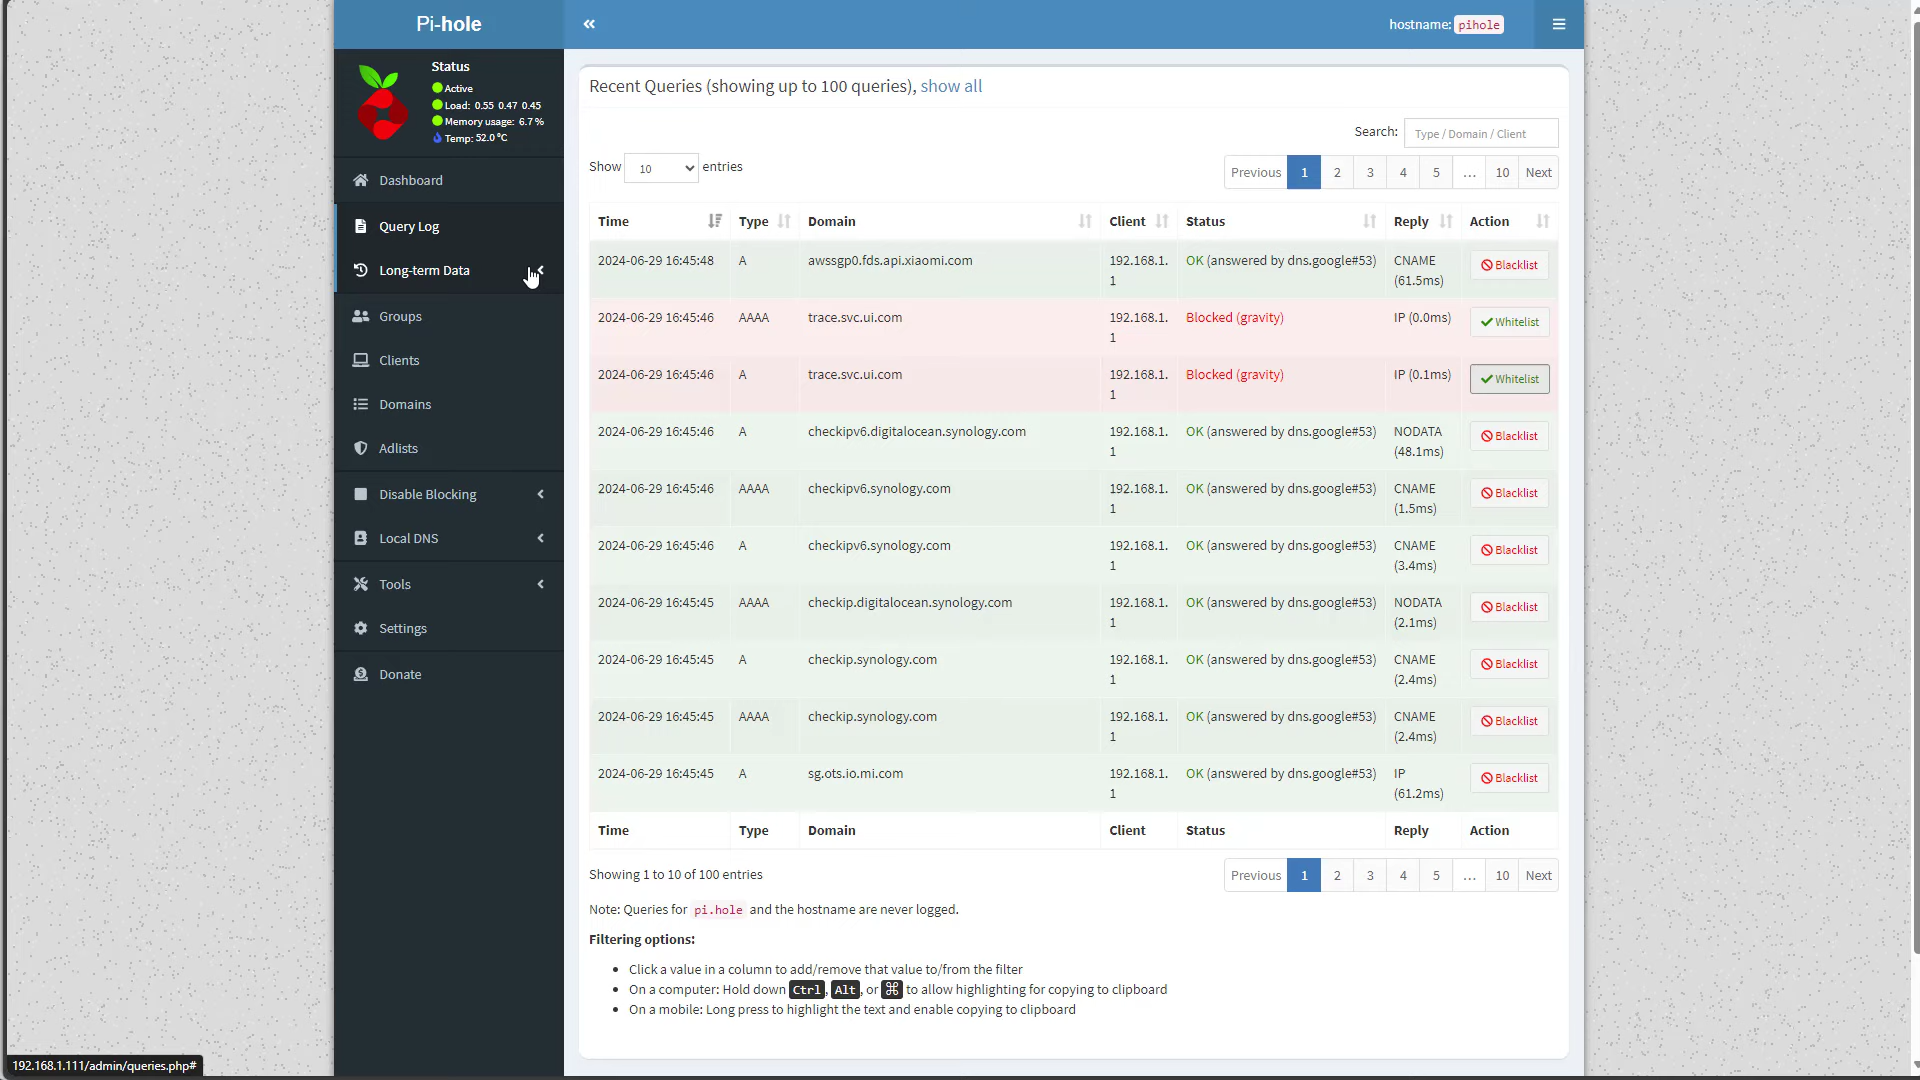 Pi-hole
hostname: pihole
Status
Active
Load: 0.55 0.47 0.45
Memory usage: 6.7 %
Temp: 52.0 °C
Dashboard
Query Log
Long-term Data
Groups
Clients
Domains
Adlists
Disable Blocking
Local DNS
Tools
Settings
Donate
Recent Queries (showing up to 100 queries), show all
Search: Type / Domain / Client
Show 10 entries
Previous 1 2 3 4 5 … 10 Next
Time Type Domain Client Status Reply Action
2024-06-29 16:45:48 A awssgp0.fds.api.xiaomi.com 192.168.1. OK (answered by dns.google#53) CNAME Blacklist
1 (61.5ms)
2024-06-29 16:45:46 AAAA trace.svc.ui.com 192.168.1. Blocked (gravity) IP (0.0ms) Whitelist
1
2024-06-29 16:45:46 A trace.svc.ui.com 192.168.1. Blocked (gravity) IP (0.1ms) Whitelist
1
2024-06-29 16:45:46 A checkipv6.digitalocean.synology.com 192.168.1. OK (answered by dns.google#53) NODATA Blacklist
1 (48.1ms)
2024-06-29 16:45:46 AAAA checkipv6.synology.com 192.168.1. OK (answered by dns.google#53) CNAME Blacklist
1 (1.5ms)
2024-06-29 16:45:46 A checkipv6.synology.com 192.168.1. OK (answered by dns.google#53) CNAME Blacklist
1 (3.4ms)
2024-06-29 16:45:45 AAAA checkip.digitalocean.synology.com 192.168.1. OK (answered by dns.google#53) NODATA Blacklist
1 (2.1ms)
2024-06-29 16:45:45 A checkip.synology.com 192.168.1. OK (answered by dns.google#53) CNAME Blacklist
1 (2.4ms)
2024-06-29 16:45:45 AAAA checkip.synology.com 192.168.1. OK (answered by dns.google#53) CNAME Blacklist
1 (2.4ms)
2024-06-29 16:45:45 A sg.ots.io.mi.com 192.168.1. OK (answered by dns.google#53) IP Blacklist
1 (61.2ms)
Time Type Domain Client Status Reply Action
Showing 1 to 10 of 100 entries
Previous 1 2 3 4 5 … 10 Next
Note: Queries for pi.hole and the hostname are never logged.
Filtering options:
• Click a value in a column to add/remove that value to/from the filter
• On a computer: Hold down Ctrl, Alt, or ⌘ to allow highlighting for copying to clipboard
• On a mobile: Long press to highlight the text and enable copying to clipboard
192.168.1.111/admin/queries.php#